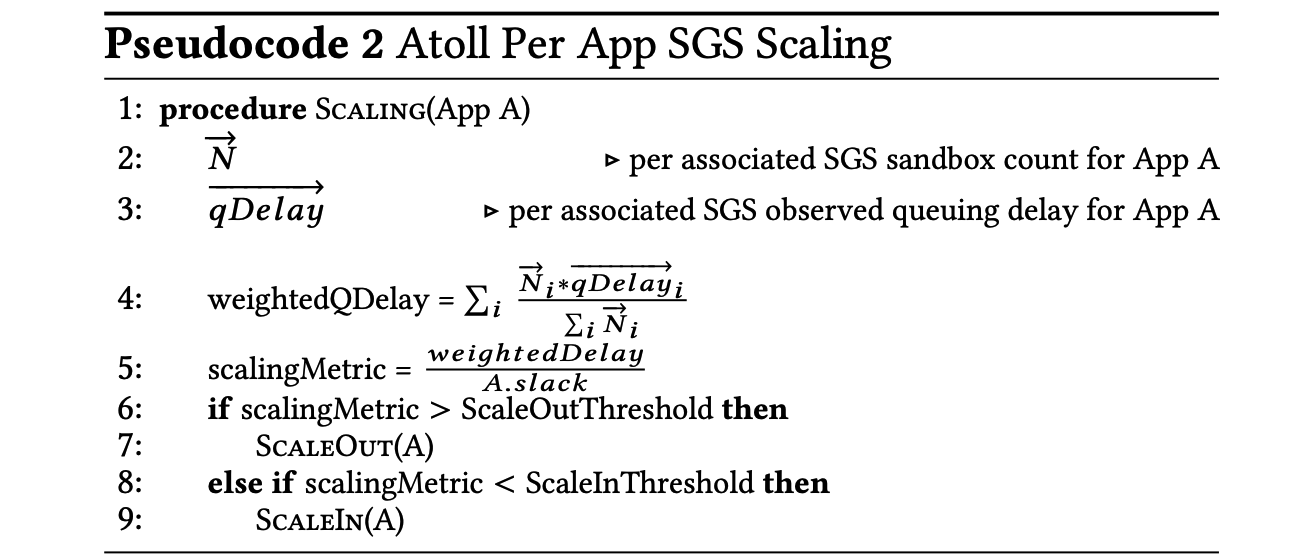 Pseudocode 2 Atoll Per App SGS Scaling
1: procedure SCALING(App A)
2: $\overrightarrow{N}$ ▷ per associated SGS sandbox count for App A
3: $\overrightarrow{qDelay}$ ▷ per associated SGS observed queuing delay for App A
4: weightedQDelay = $\sum_i \frac{\overrightarrow{N}_i * \overrightarrow{qDelay}_i}{\sum_i \overrightarrow{N}_i}$
5: scalingMetric = $\frac{weightedDelay}{A.slack}$
6: if scalingMetric > ScaleOutThreshold then
7: SCALEOUT(A)
8: else if scalingMetric < ScaleInThreshold then
9: SCALEIN(A)